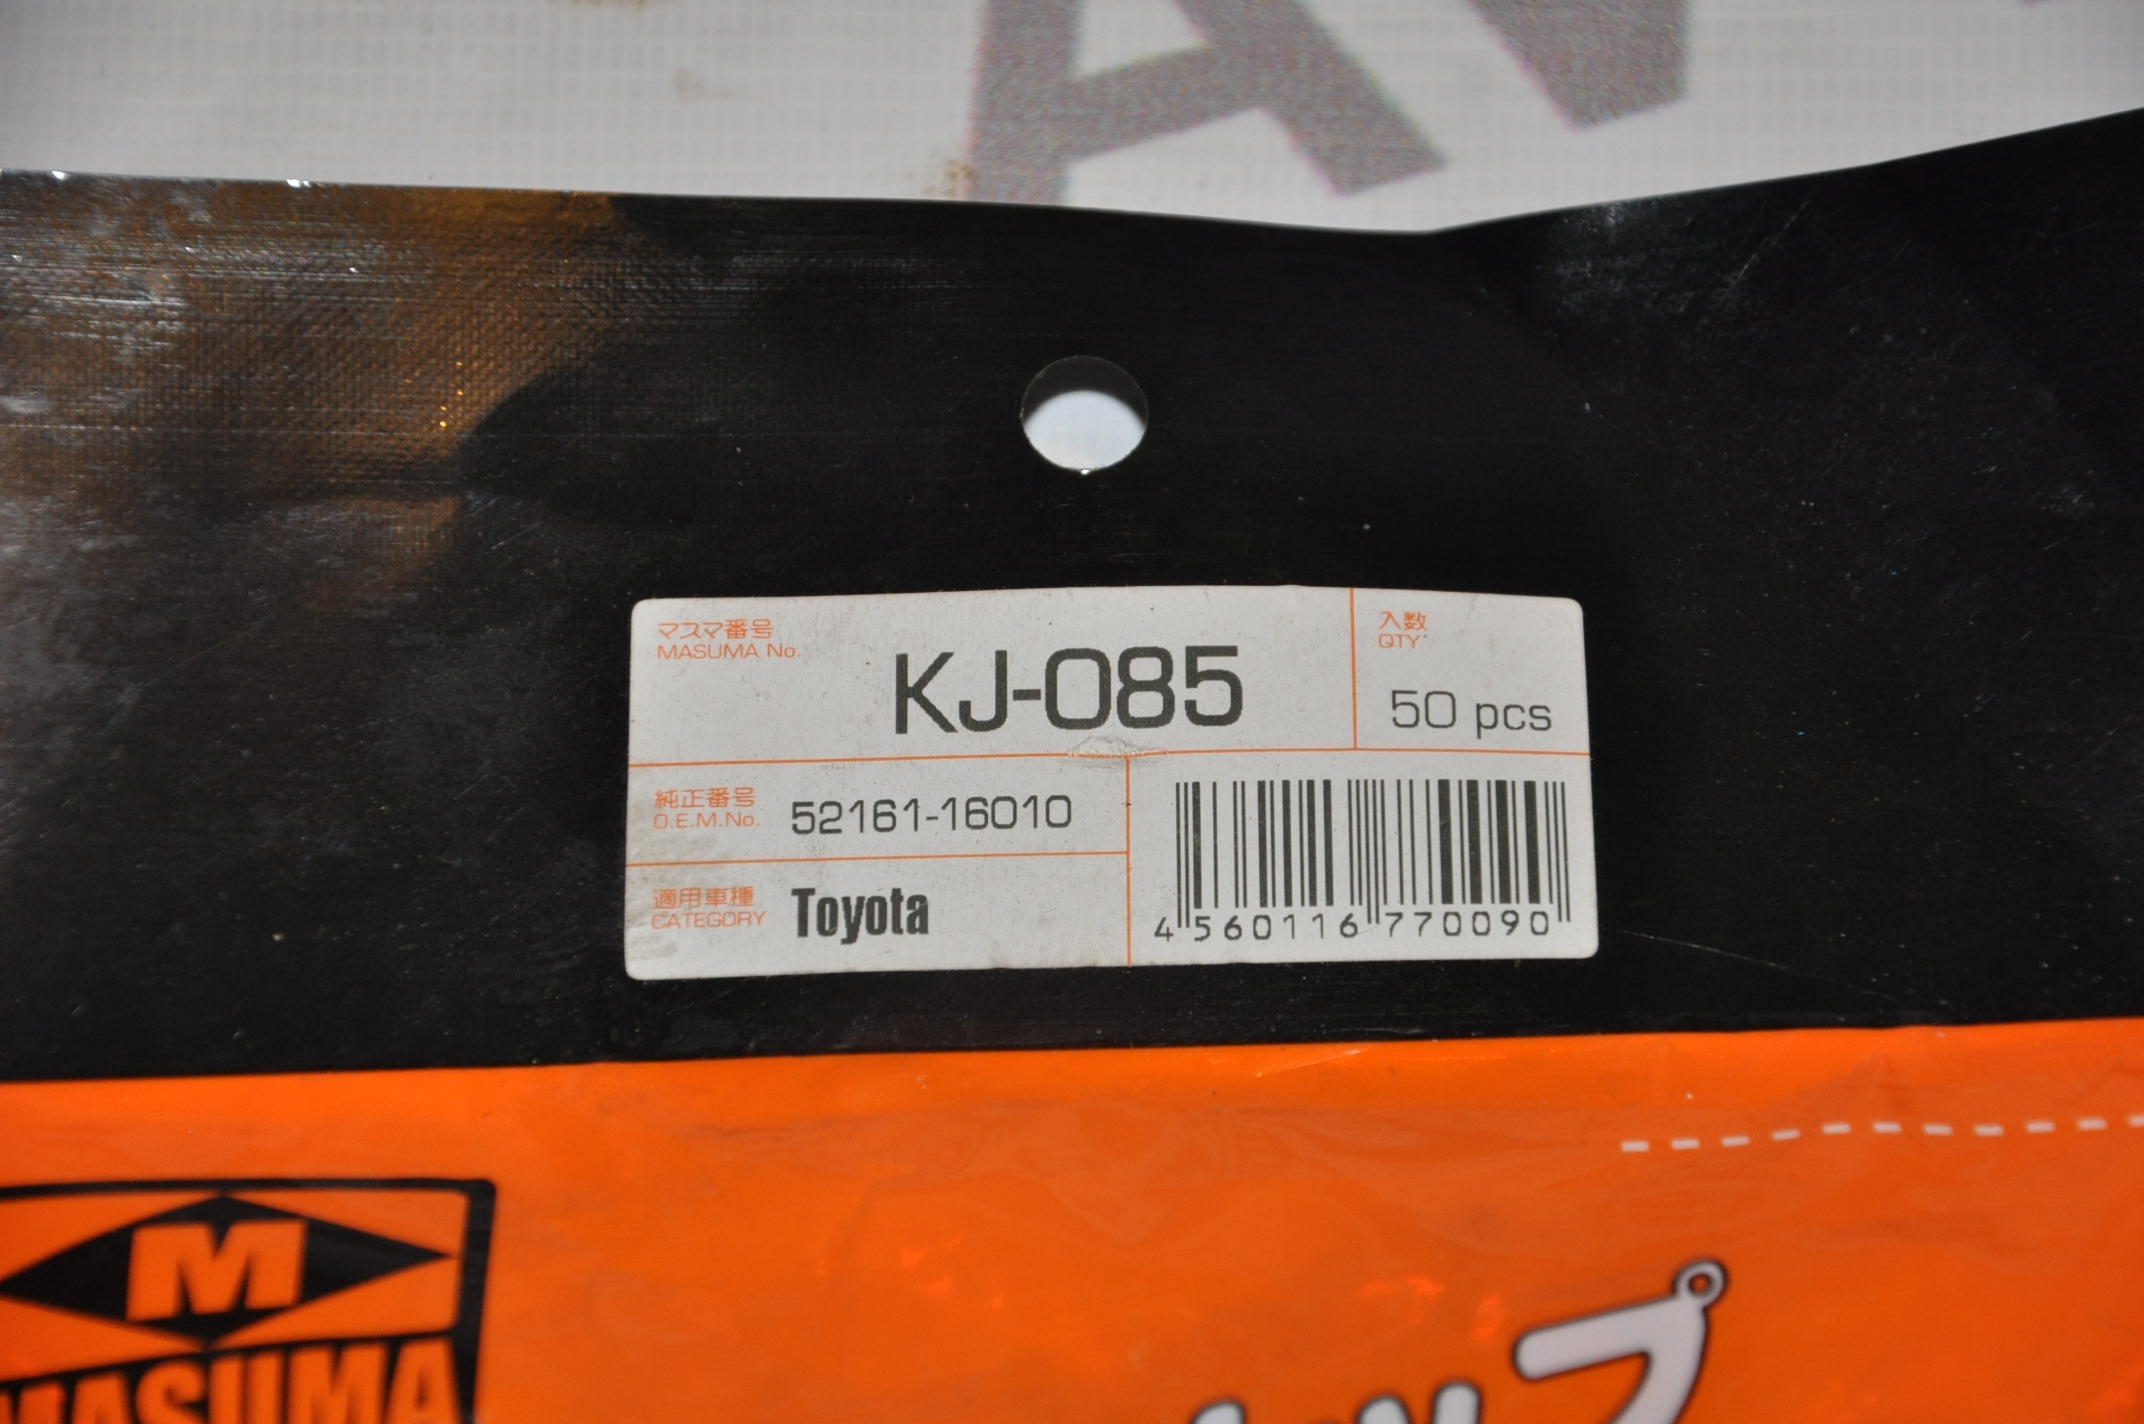 マスマ番号
MASUMA No.
KJ-085
入数
QTY
50 pcs
純正番号
O.E.M.No.
52161-16010
適用車種
CATEGORY
Toyota
4 560116 770090
M
MASUMA